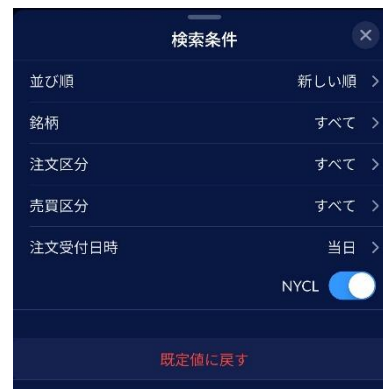 検索条件
並び順 新しい順
銘柄 すべて
注文区分 すべて
売買区分 すべて
注文受付日時 当日
NYCL
既定値に戻す